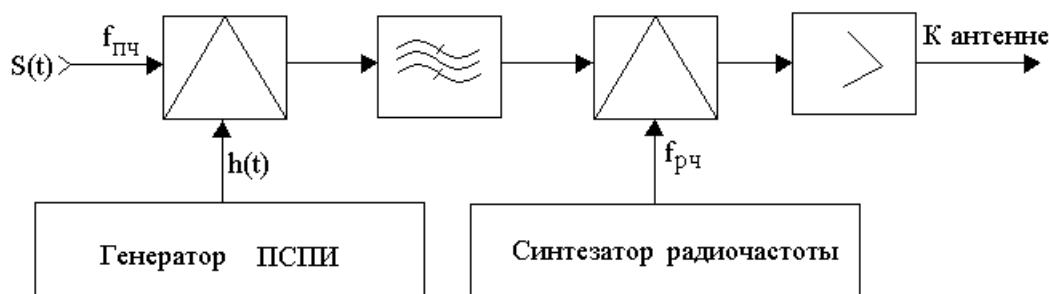 S(t)
fпч
К антенне
h(t)
fрч
Генератор ПСПИ
Синтезатор радиочастоты